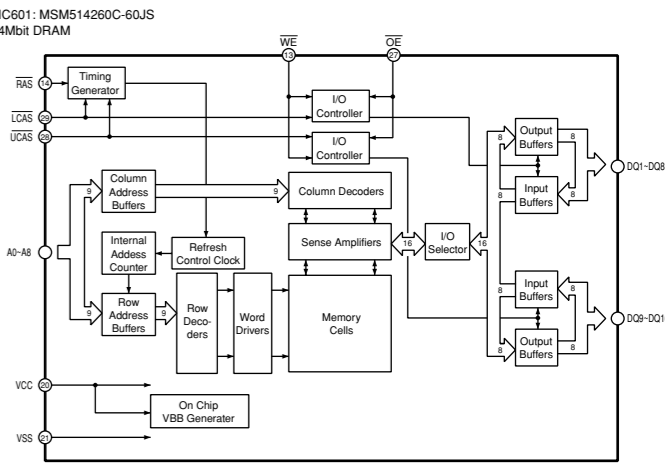 IC601: MSM514260C-60JS
4Mbit DRAM
WE
OE
13
27
RAS
14
Timing
Generator
LCAS
29
UCAS
28
I/O
Controller
I/O
Controller
Output
Buffers
8
8
8
DQ1~DQ8
Input
Buffers
8
Column
Address
Buffers
9
9
Column Decoders
A0~A8
Internal
Addess
Counter
Refresh
Control Clock
Sense Amplifiers
16
I/O
Selector
16
Row
Address
Buffers
9
9
Row
Deco-
ders
Word
Drivers
Memory
Cells
Input
Buffers
8
8
8
DQ9~DQ1
Output
Buffers
8
VCC
20
On Chip
VBB Generater
VSS
21